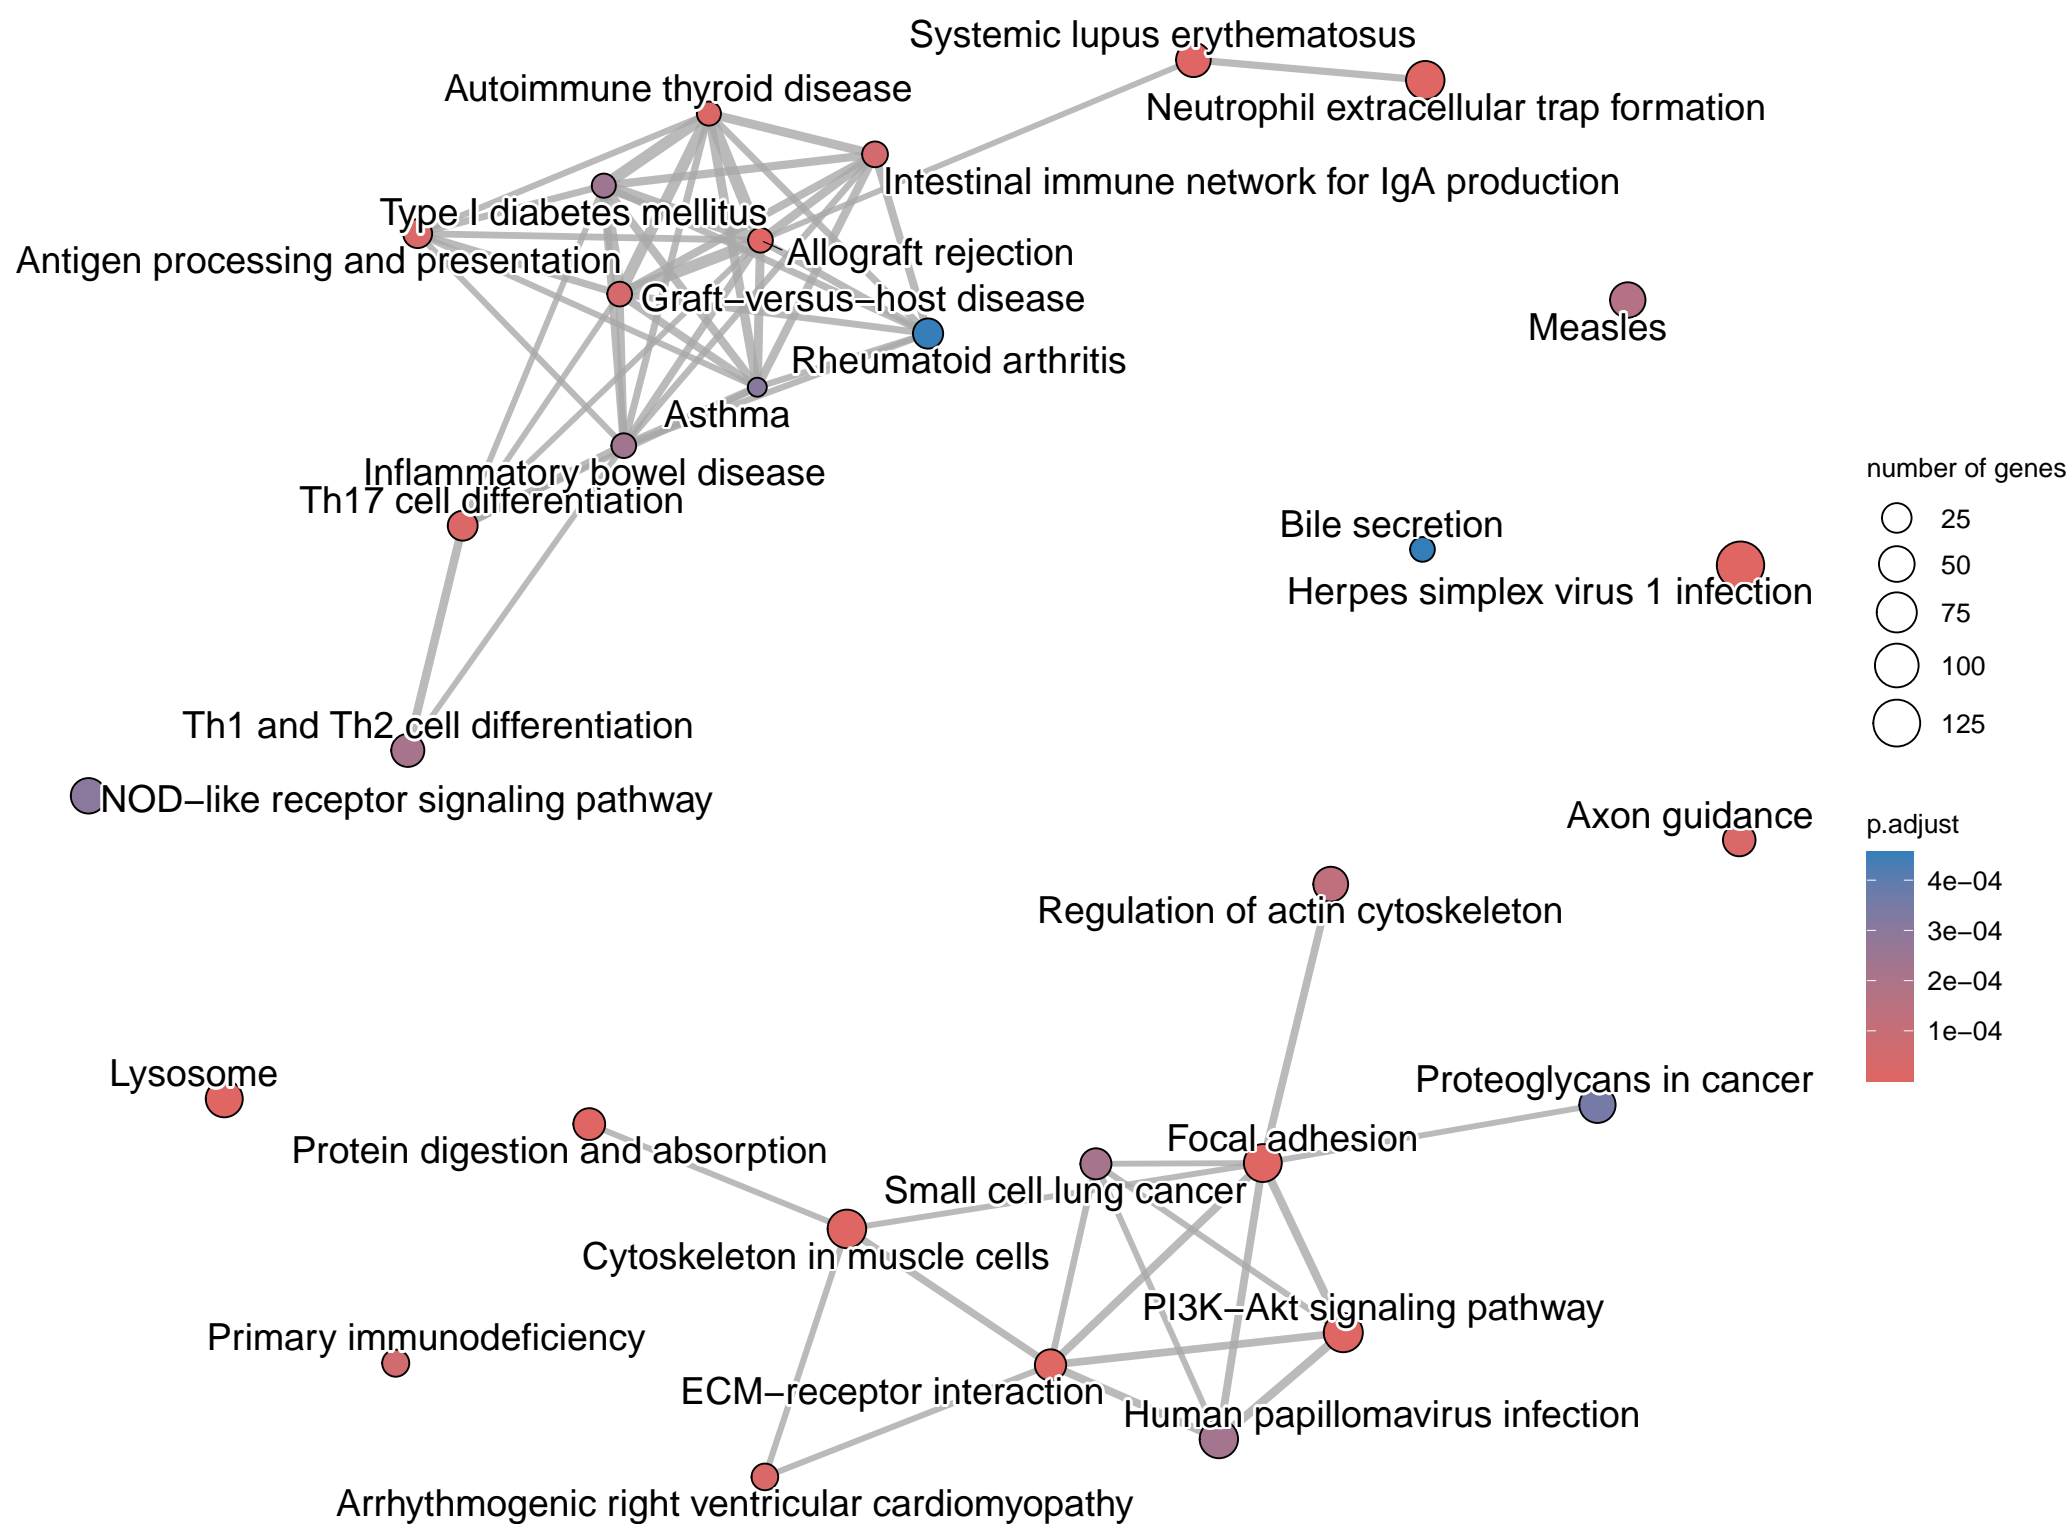 Systemic lupus erythematosus
Autoimmune thyroid disease
Neutrophil extracellular trap formation
Intestinal immune network for IgA production
Type I diabetes mellitus
Allograft rejection
Antigen processing and presentation
Graft−versus−host disease
Measles
Rheumatoid arthritis
Asthma
Inflammatory bowel disease
Th17 cell differentiation
Bile secretion
Herpes simplex virus 1 infection
number of genes
25
50
75
100
125
Th1 and Th2 cell differentiation
NOD−like receptor signaling pathway
Axon guidance
p.adjust
4e−04
3e−04
2e−04
1e−04
Regulation of actin cytoskeleton
Lysosome
Proteoglycans in cancer
Protein digestion and absorption
Focal adhesion
Small cell lung cancer
Cytoskeleton in muscle cells
PI3K−Akt signaling pathway
Primary immunodeficiency
ECM−receptor interaction
Human papillomavirus infection
Arrhythmogenic right ventricular cardiomyopathy